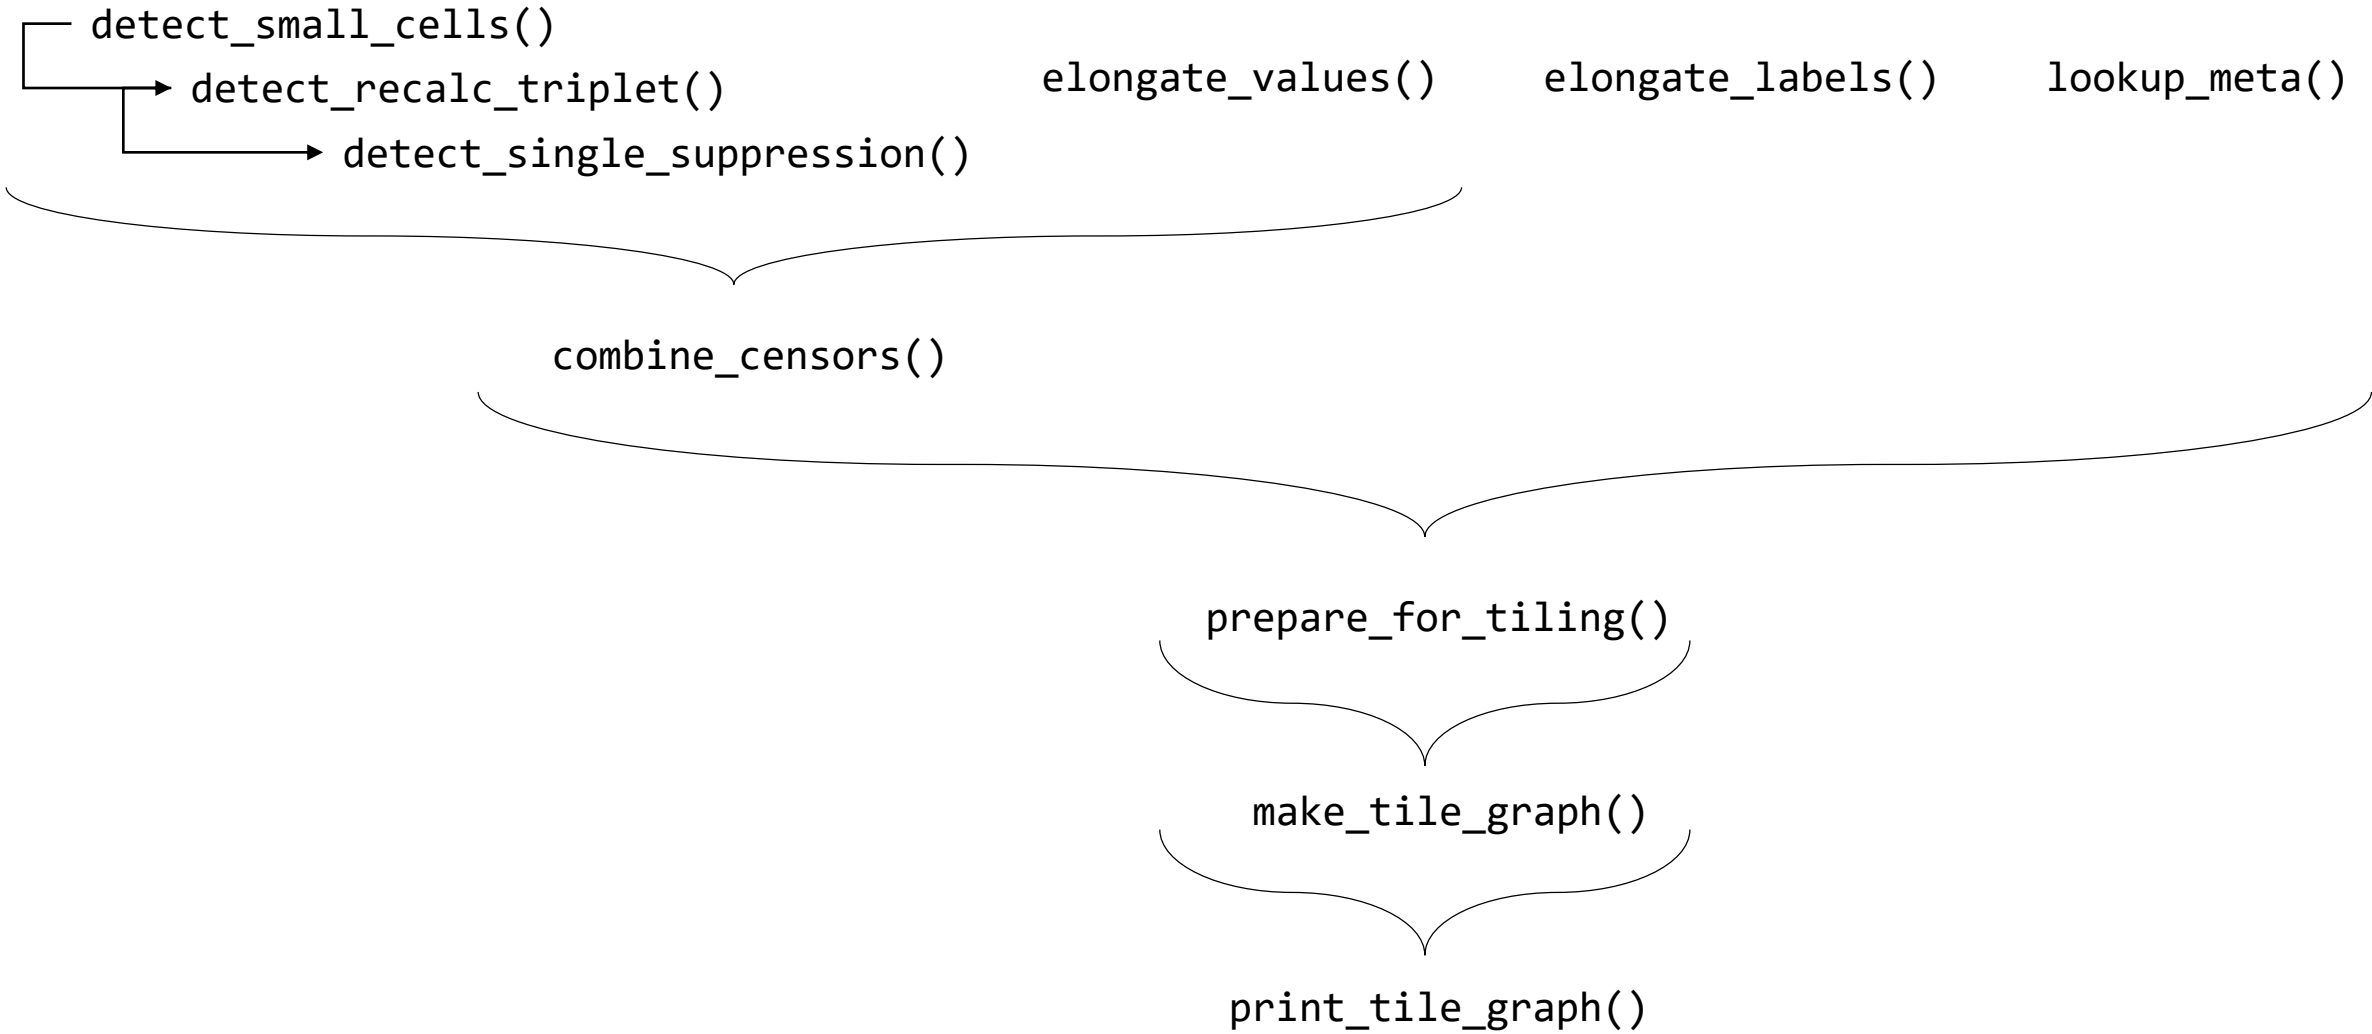 detect_small_cells()
detect_recalc_triplet()
detect_single_suppression()
elongate_values()
elongate_labels()
lookup_meta()
combine_censors()
prepare_for_tiling()
make_tile_graph()
print_tile_graph()